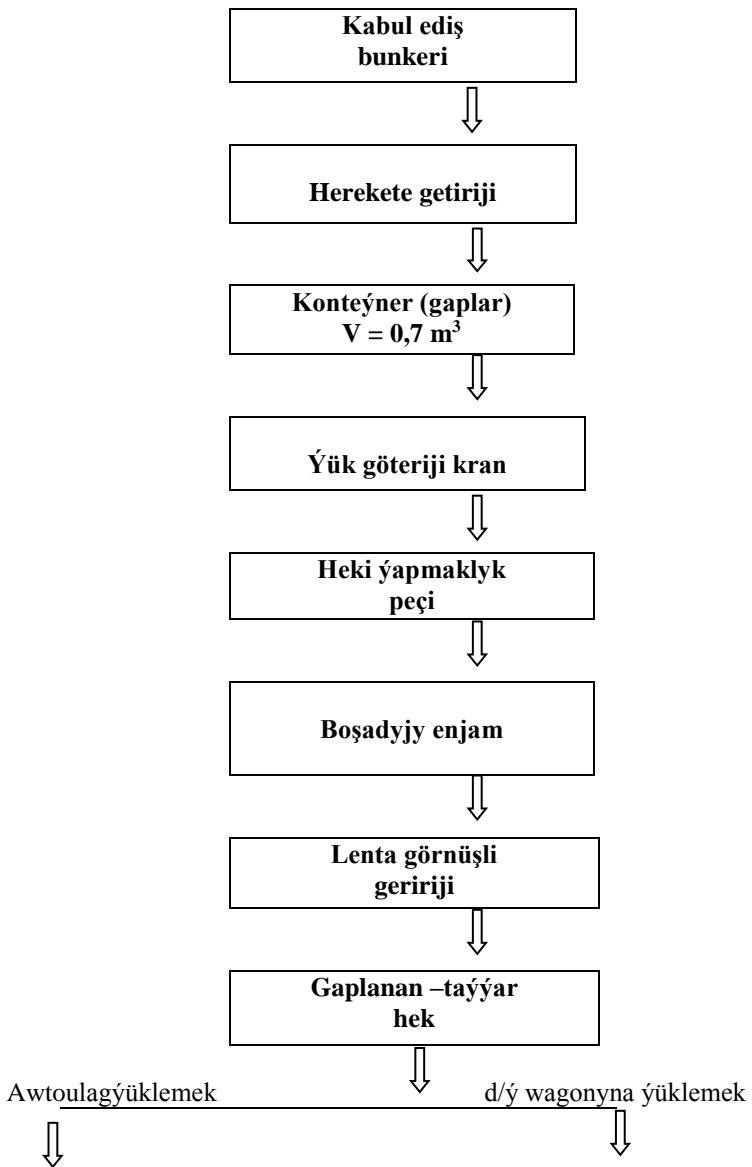 Kabul ediş
bunkeri
Herekete getiriji
Konteýner (gaplar)
V = 0,7 m³
Ýük göteriji kran
Heki ýapmaklyk
peçi
Boşadyjy enjam
Lenta görnüşli
geririji
Gaplanan –taýýar
hek
Awtoulagýüklemek d/ý wagonyna ýüklemek